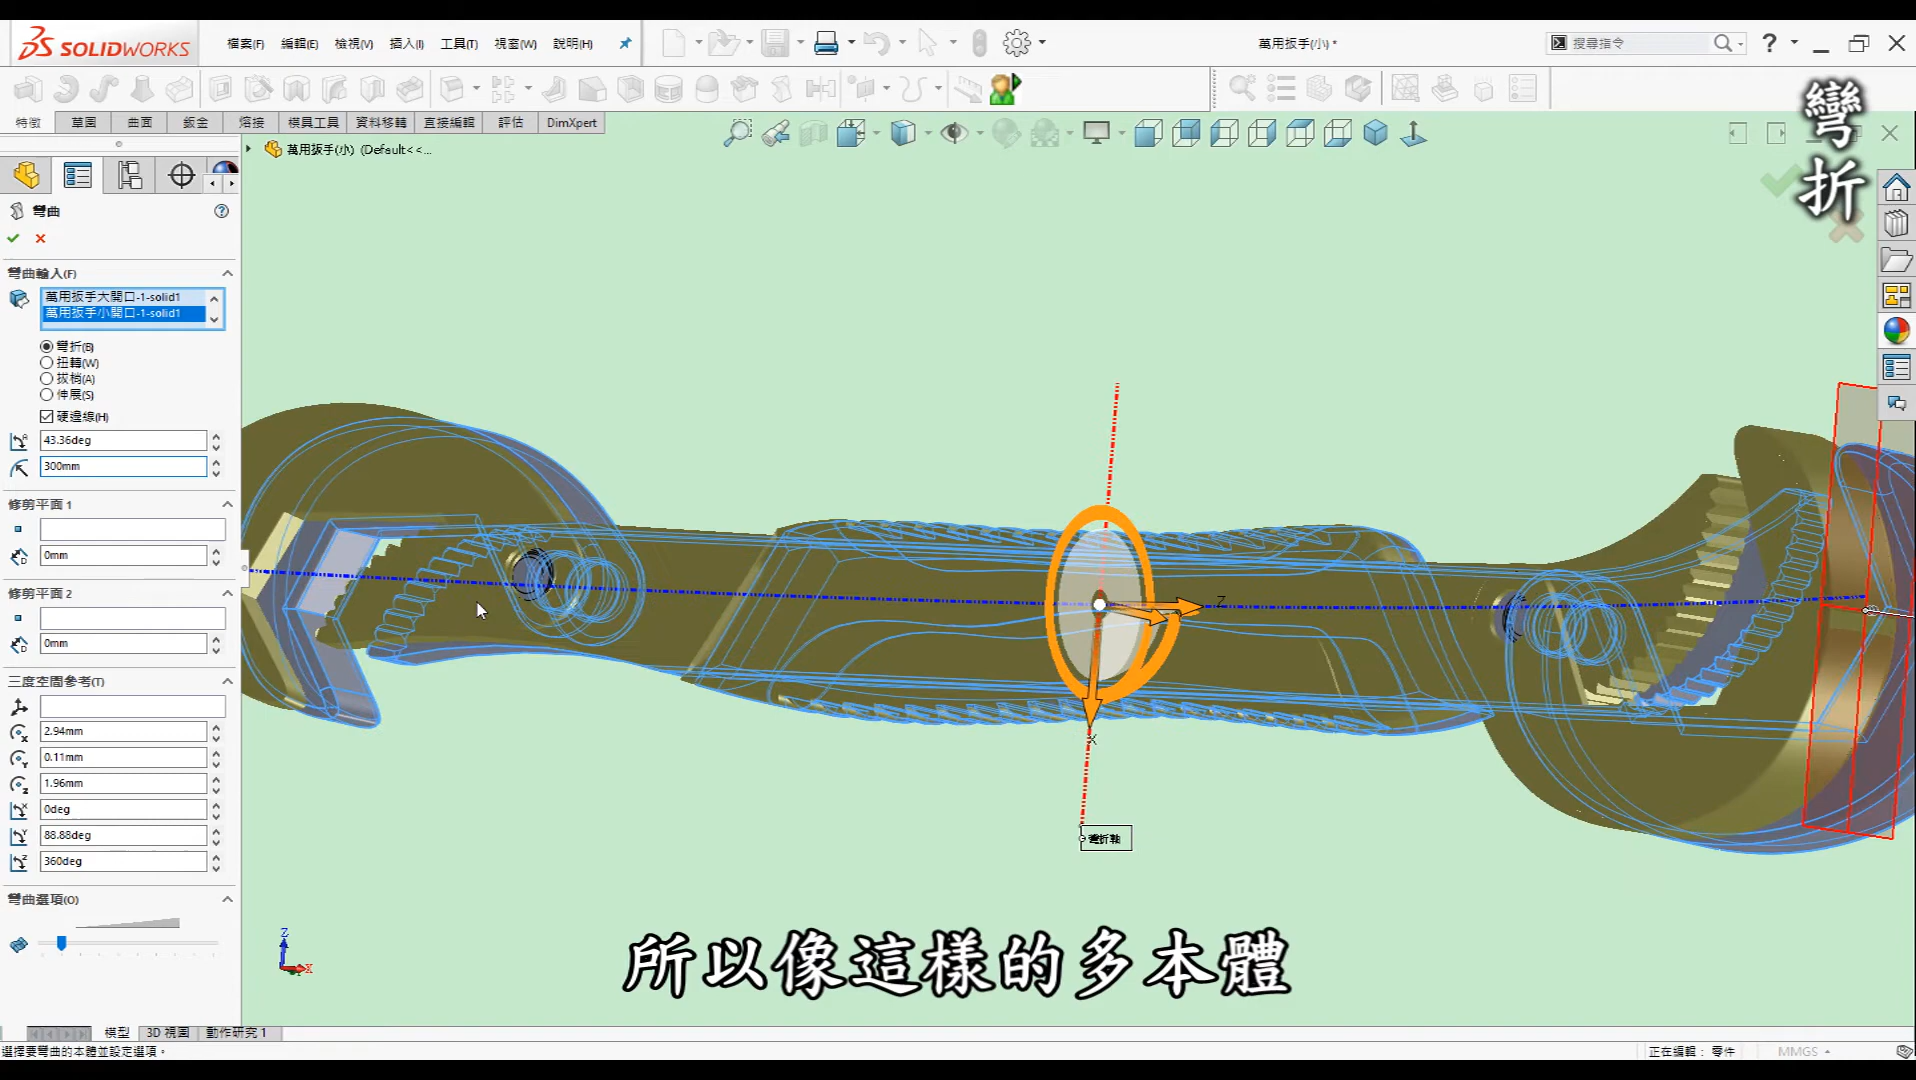 SOLIDWORKS
檔案(F) 編輯(E) 檢視(V) 插入(I) 工具(T) 視窗(W) 說明(H)
萬用扳手(小) *
搜尋指令
特徵 草圖 曲面 鈑金 熔接 模具工具 資料移轉 直接編輯 評估 DimXpert
萬用扳手(小) (Default<<...
彎折
彎曲
彎曲輸入(F)
萬用扳手大開口-1-solid1
萬用扳手小開口-1-solid1
彎折(B)
扭轉(W)
拔梢(A)
伸展(S)
硬邊線(H)
43.36deg
300mm
修剪平面 1
0mm
修剪平面 2
0mm
三度空間參考(T)
2.94mm
0.11mm
1.96mm
0deg
88.88deg
360deg
彎曲選項(O)
Z
X
彎折軸
Z
X
所以像這樣的多本體
模型 3D 視圖 動作研究 1
選擇要彎曲的本體並設定選項。
正在編輯： 零件
MMGS